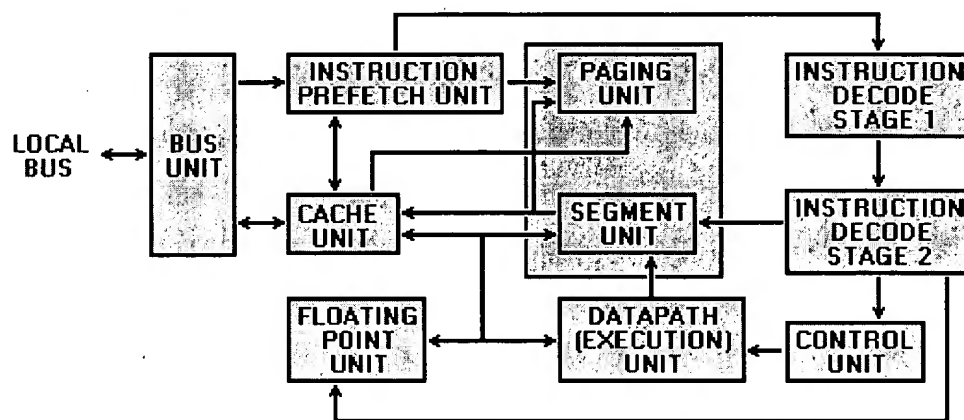 INSTRUCTION
PREFETCH UNIT
PAGING
UNIT
INSTRUCTION
DECODE
STAGE 1
LOCAL
BUS
BUS
UNIT
CACHE
UNIT
SEGMENT
UNIT
INSTRUCTION
DECODE
STAGE 2
FLOATING
POINT
UNIT
DATAPATH
(EXECUTION)
UNIT
CONTROL
UNIT